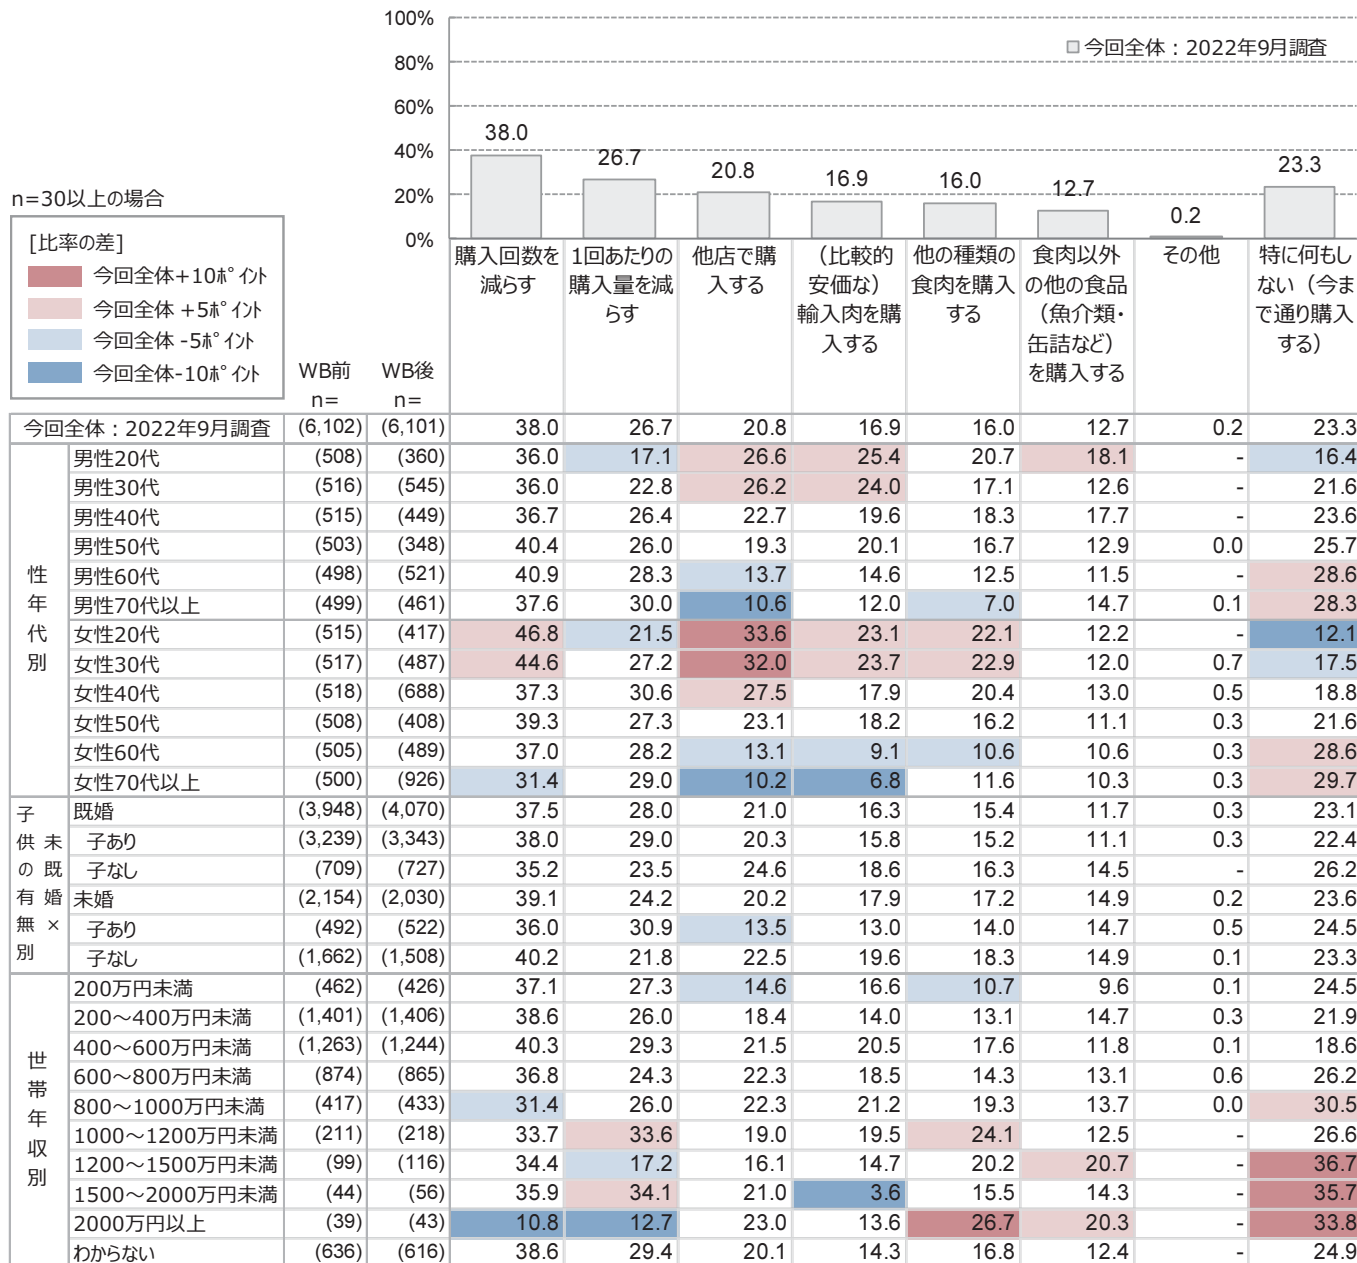 100%
80%
60%
40%
20%
0%
今回全体：2022年9月調査
38.0 26.7 20.8 16.9 16.0 12.7 0.2 23.3
n=30以上の場合
[比率の差]
今回全体+10ﾎﾟｲﾝﾄ
今回全体 +5ﾎﾟｲﾝﾄ
今回全体 -5ﾎﾟｲﾝﾄ
今回全体-10ﾎﾟｲﾝﾄ
WB前 n=
WB後 n=
購入回数を
減らす
1回あたりの
購入量を減
らす
他店で購
入する
（比較的
安価な）
輸入肉を購
入する
他の種類の
食肉を購入
する
食肉以外
の他の食品
（魚介類・
缶詰など）
を購入する
その他
特に何もし
ない（今ま
で通り購入
する）
今回全体：2022年9月調査 (6,102) (6,101) 38.0 26.7 20.8 16.9 16.0 12.7 0.2 23.3
性年代別
男性20代 (508) (360) 36.0 17.1 26.6 25.4 20.7 18.1 - 16.4
男性30代 (516) (545) 36.0 22.8 26.2 24.0 17.1 12.6 - 21.6
男性40代 (515) (449) 36.7 26.4 22.7 19.6 18.3 17.7 - 23.6
男性50代 (503) (348) 40.4 26.0 19.3 20.1 16.7 12.9 0.0 25.7
男性60代 (498) (521) 40.9 28.3 13.7 14.6 12.5 11.5 - 28.6
男性70代以上 (499) (461) 37.6 30.0 10.6 12.0 7.0 14.7 0.1 28.3
女性20代 (515) (417) 46.8 21.5 33.6 23.1 22.1 12.2 - 12.1
女性30代 (517) (487) 44.6 27.2 32.0 23.7 22.9 12.0 0.7 17.5
女性40代 (518) (688) 37.3 30.6 27.5 17.9 20.4 13.0 0.5 18.8
女性50代 (508) (408) 39.3 27.3 23.1 18.2 16.2 11.1 0.3 21.6
女性60代 (505) (489) 37.0 28.2 13.1 9.1 10.6 10.6 0.3 28.6
女性70代以上 (500) (926) 31.4 29.0 10.2 6.8 11.6 10.3 0.3 29.7
未既婚×
子供の有無別
既婚 (3,948) (4,070) 37.5 28.0 21.0 16.3 15.4 11.7 0.3 23.1
子あり (3,239) (3,343) 38.0 29.0 20.3 15.8 15.2 11.1 0.3 22.4
子なし (709) (727) 35.2 23.5 24.6 18.6 16.3 14.5 - 26.2
未婚 (2,154) (2,030) 39.1 24.2 20.2 17.9 17.2 14.9 0.2 23.6
子あり (492) (522) 36.0 30.9 13.5 13.0 14.0 14.7 0.5 24.5
子なし (1,662) (1,508) 40.2 21.8 22.5 19.6 18.3 14.9 0.1 23.3
世帯年収別
200万円未満 (462) (426) 37.1 27.3 14.6 16.6 10.7 9.6 0.1 24.5
200～400万円未満 (1,401) (1,406) 38.6 26.0 18.4 14.0 13.1 14.7 0.3 21.9
400～600万円未満 (1,263) (1,244) 40.3 29.3 21.5 20.5 17.6 11.8 0.1 18.6
600～800万円未満 (874) (865) 36.8 24.3 22.3 18.5 14.3 13.1 0.6 26.2
800～1000万円未満 (417) (433) 31.4 26.0 22.3 21.2 19.3 13.7 0.0 30.5
1000～1200万円未満 (211) (218) 33.7 33.6 19.0 19.5 24.1 12.5 - 26.6
1200～1500万円未満 (99) (116) 34.4 17.2 16.1 14.7 20.2 20.7 - 36.7
1500～2000万円未満 (44) (56) 35.9 34.1 21.0 3.6 15.5 14.3 - 35.7
2000万円以上 (39) (43) 10.8 12.7 23.0 13.6 26.7 20.3 - 33.8
わからない (636) (616) 38.6 29.4 20.1 14.3 16.8 12.4 - 24.9